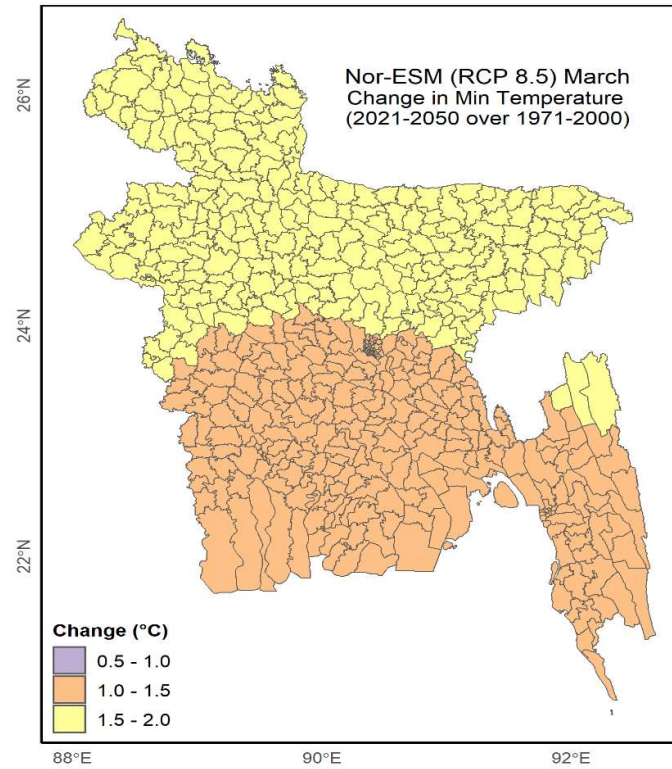 Nor-ESM (RCP 8.5) March
Change in Min Temperature
(2021-2050 over 1971-2000)
26°N
24°N
22°N
Change (°C)
0.5 - 1.0
1.0 - 1.5
1.5 - 2.0
88°E
90°E
92°E